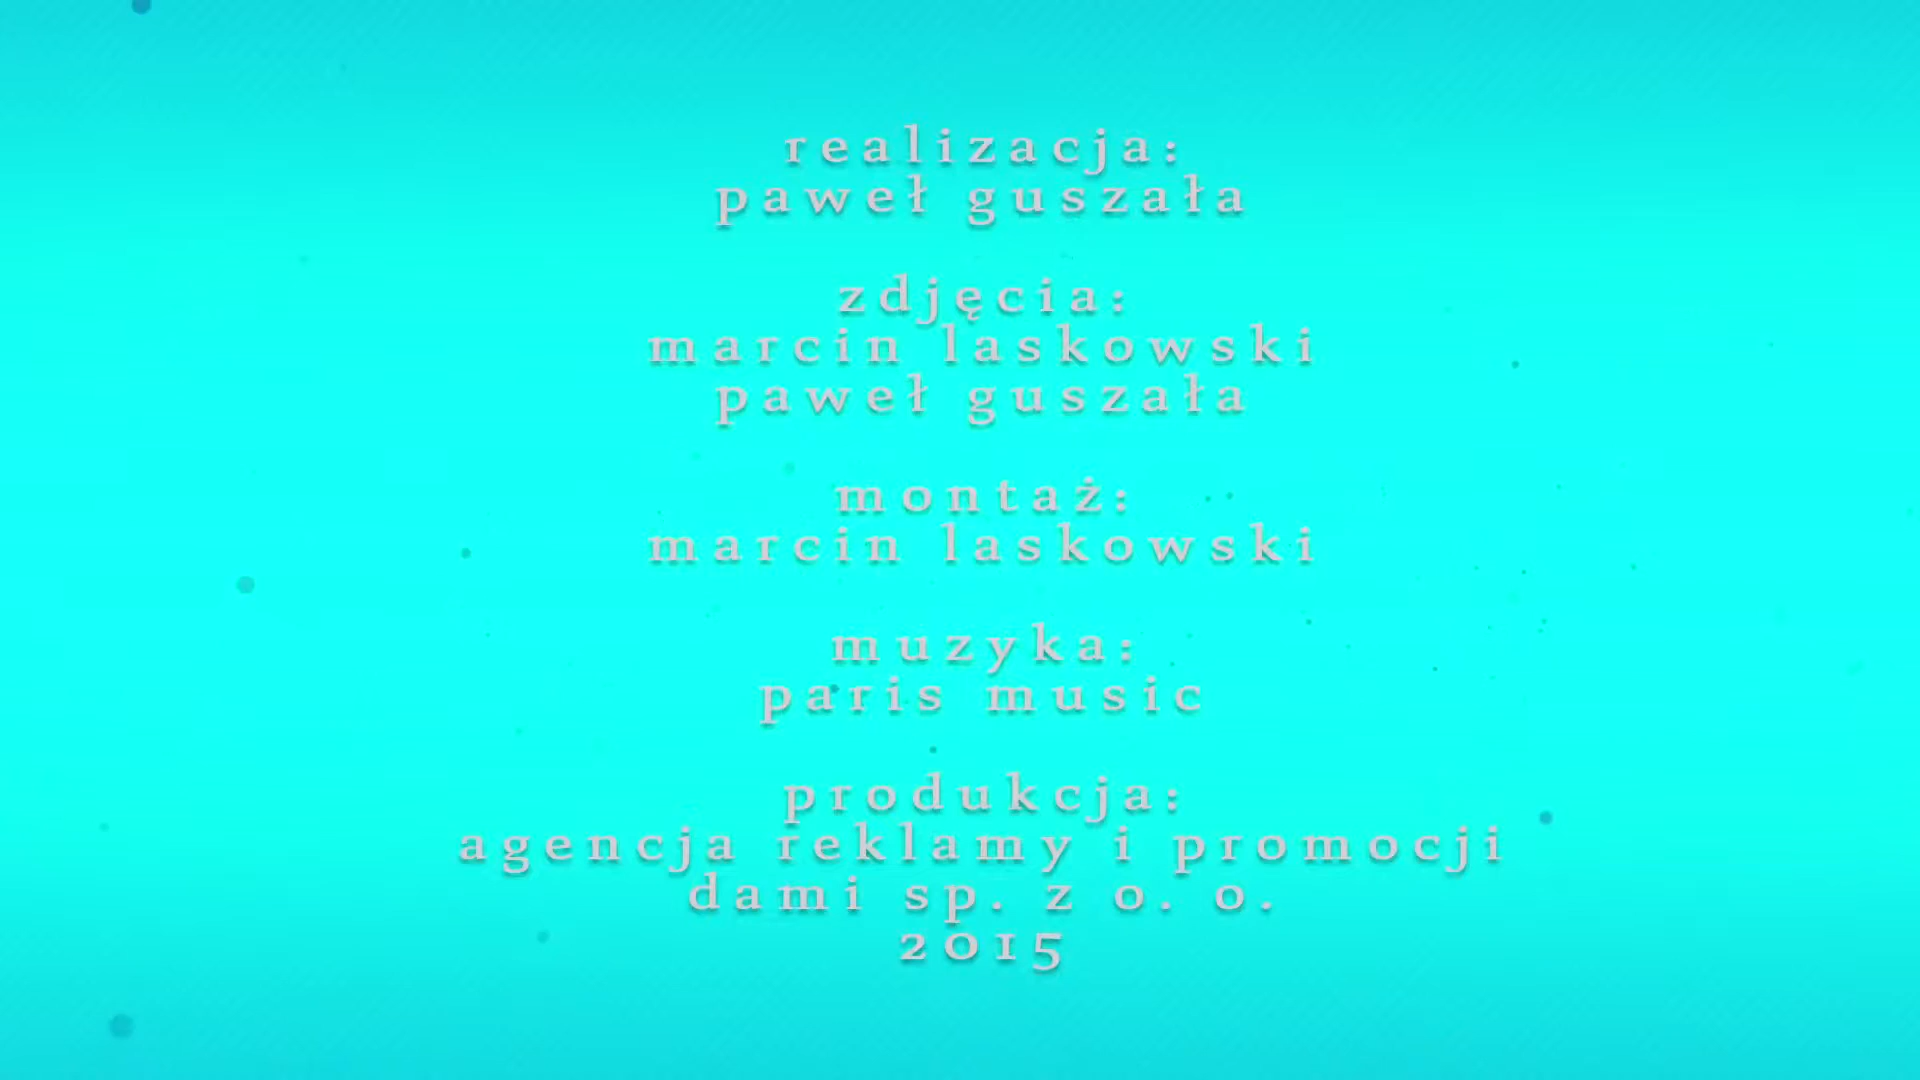 realizacja:
paweł guszała
zdjęcia:
marcin laskowski
paweł guszała
montaż:
marcin laskowski
muzyka:
paris music
produkcja:
agencja reklamy i promocji
dami sp. z o. o.
2015